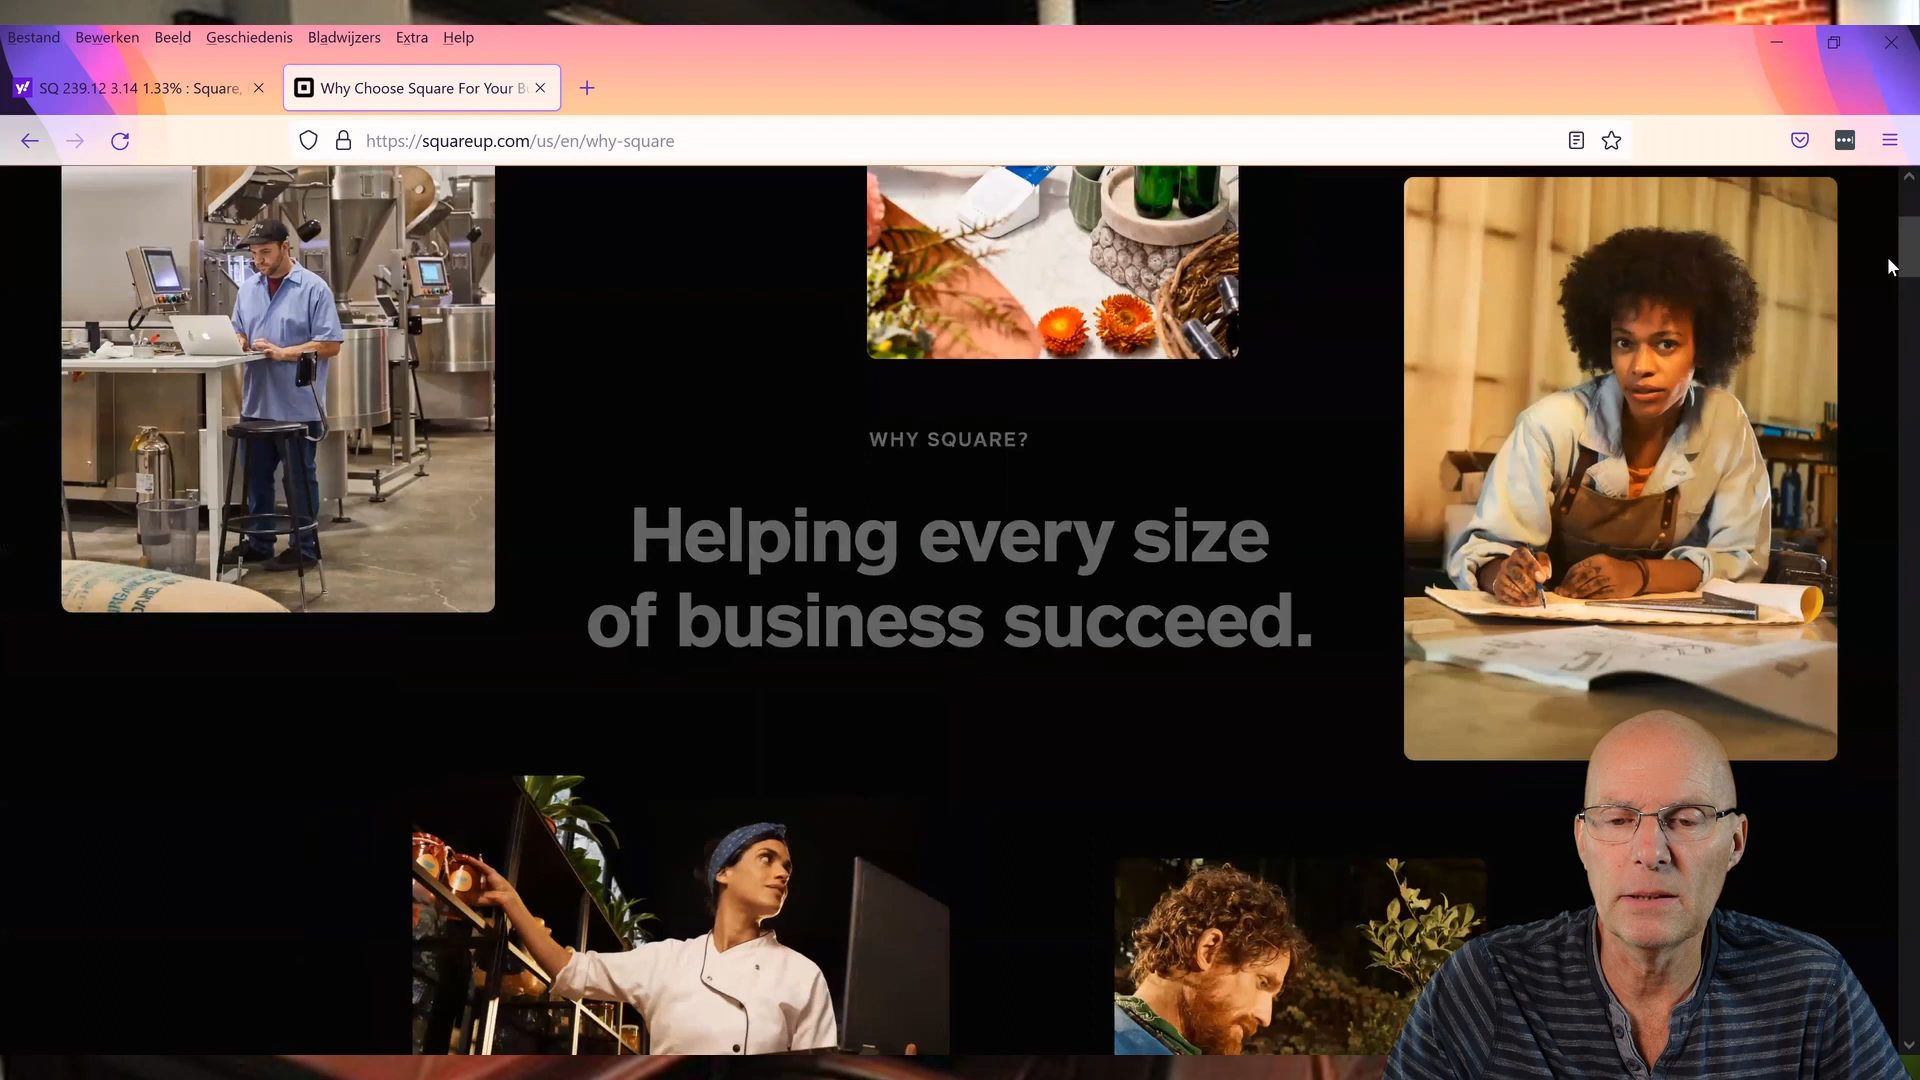 Bestand Bewerken Beeld Geschiedenis Bladwijzers Extra Help
SQ 239.12 3.14 1.33% : Square,
Why Choose Square For Your B
https://squareup.com/us/en/why-square
WHY SQUARE?
Helping every size
of business succeed.